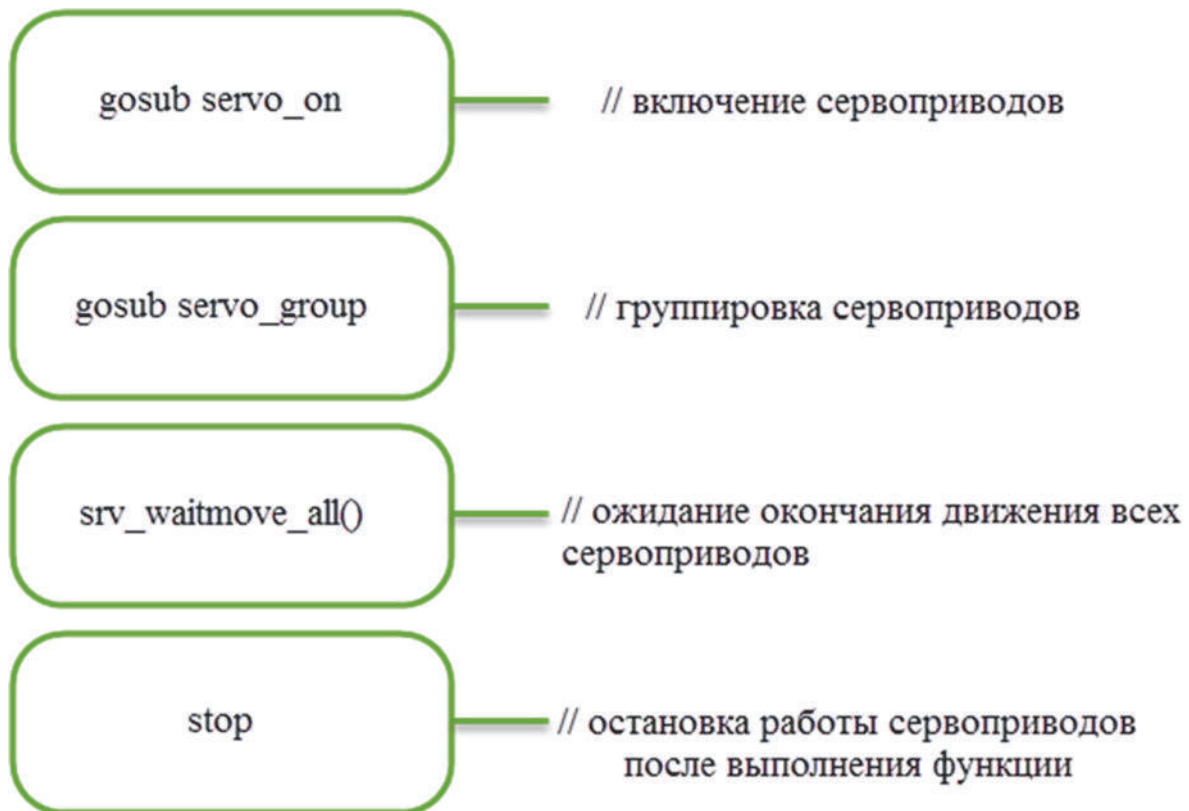 gosub servo_on
// включение сервоприводов
gosub servo_group
// группировка сервоприводов
srv_waitmove_all()
// ожидание окончания движения всех
сервоприводов
stop
// остановка работы сервоприводов
после выполнения функции